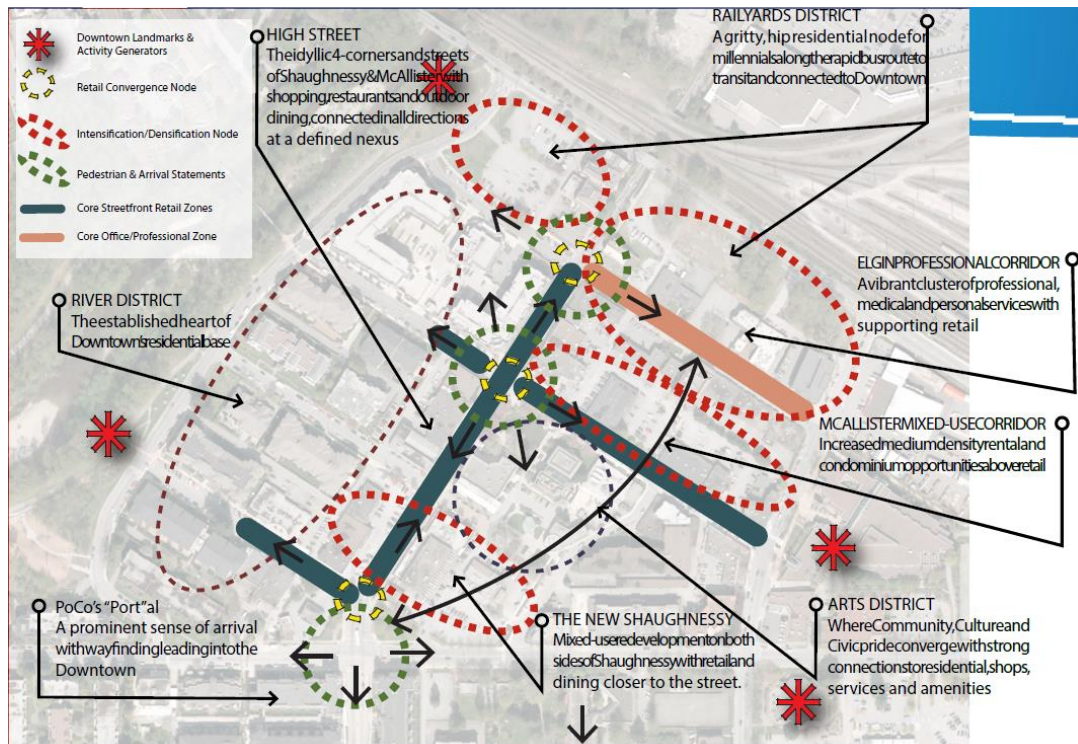 Downtown Landmarks &
Activity Generators
Retail Convergence Node
Intensification/Densification Node
Pedestrian & Arrival Statements
Core Streetfront Retail Zones
Core Office/Professional Zone
HIGH STREET
Theidyllic4-cornersandstreets
ofShaughnessy&McAllisterwith
shopping,restaurantsandoutdoor
dining,connectedinalldirections
at a defined nexus
RAILYARDS DISTRICT
Agritty,hipresidentialnodefor
millennialsalongtherapidbusrouteto
transitandconnectedtoDowntown
RIVER DISTRICT
Theestablishedheartof
Downtown'sresidentialbase
ELGINPROFESSIONALCORRIDOR
Avibrantclusterofprofessional,
medicalandpersonalserviceswith
supporting retail
MCALLISTERMIXED-USECORRIDOR
Increasedmediumdensityrentaland
condominiumopportunitiesaboveretail
PoCo's "Port"al
A prominent sense of arrival
withwayfindingleadingintothe
Downtown
THE NEW SHAUGHNESSY
Mixed-useredevelopmentonboth
sidesofShaughnessywithretailand
dining closer to the street.
ARTS DISTRICT
WhereCommunity,Cultureand
Civicprideconvergewithstrong
connectionstoresidential,shops,
services and amenities